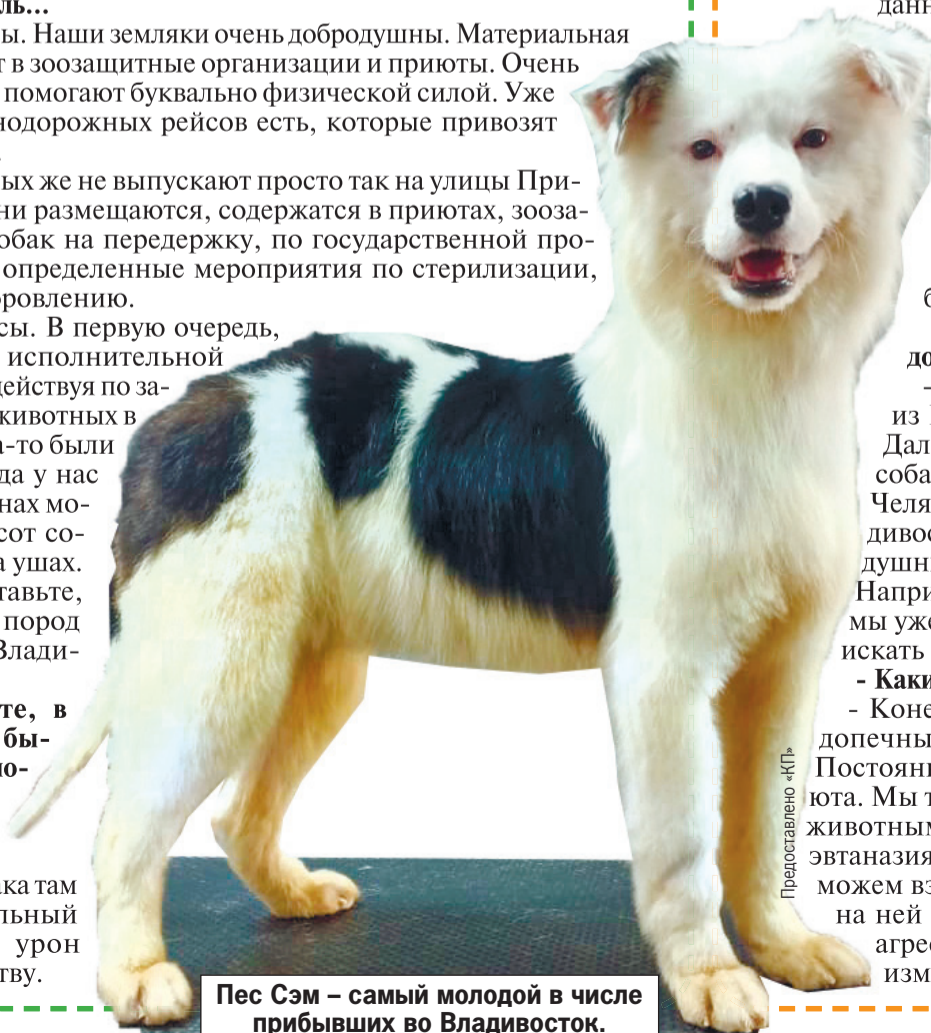 ль...
ы. Наши земляки очень добродушны. Материальная
т в зоозащитные организации и приюты. Очень
помогают буквально физической силой. Уже
нодорожных рейсов есть, которые привозят
ых же не выпускают просто так на улицы При-
ни размещаются, содержатся в приютах, зооза-
обак на передержку, по государственной про-
определенные мероприятия по стерилизации,
оровлению.
сы. В первую очередь,
исполнительной
действуя по за-
животных в
а-то были
да у нас
нах мо-
сот со-
а ушах.
тавьте,
пород
Влади-
те, в
бы-
ло-
ака там
льный
урон
тву.
данн
б
до
-
из
Дал
соба
Челя
дивос
душн
Напри
мы уже
искать
- Каки
- Коне
допечны
Постоянн
юта. Мы т
животным
эвтаназия
можем вз
на ней
агрес
изм
Предоставлено «КП»
Пес Сэм – самый молодой в числе
прибывших во Владивосток.